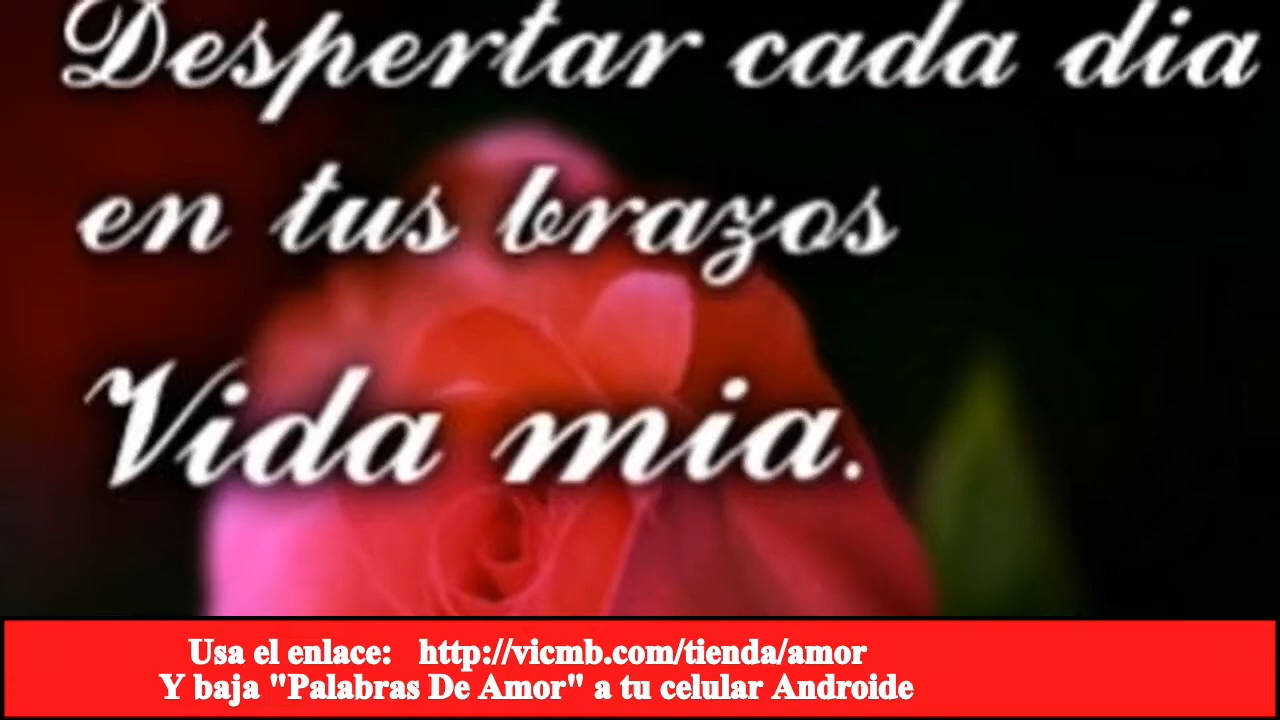 Despertar cada dia
en tus brazos
Vida mia.
Usa el enlace: http://vicmb.com/tienda/amor
Y baja "Palabras De Amor" a tu celular Androide